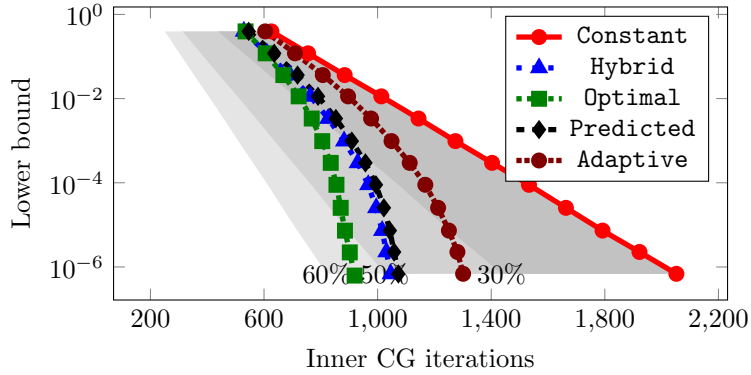 10^0
10^−2
10^−4
10^−6
Lower bound
Constant
Hybrid
Optimal
Predicted
Adaptive
60% 50% 30%
200 600 1,000 1,400 1,800 2,200
Inner CG iterations